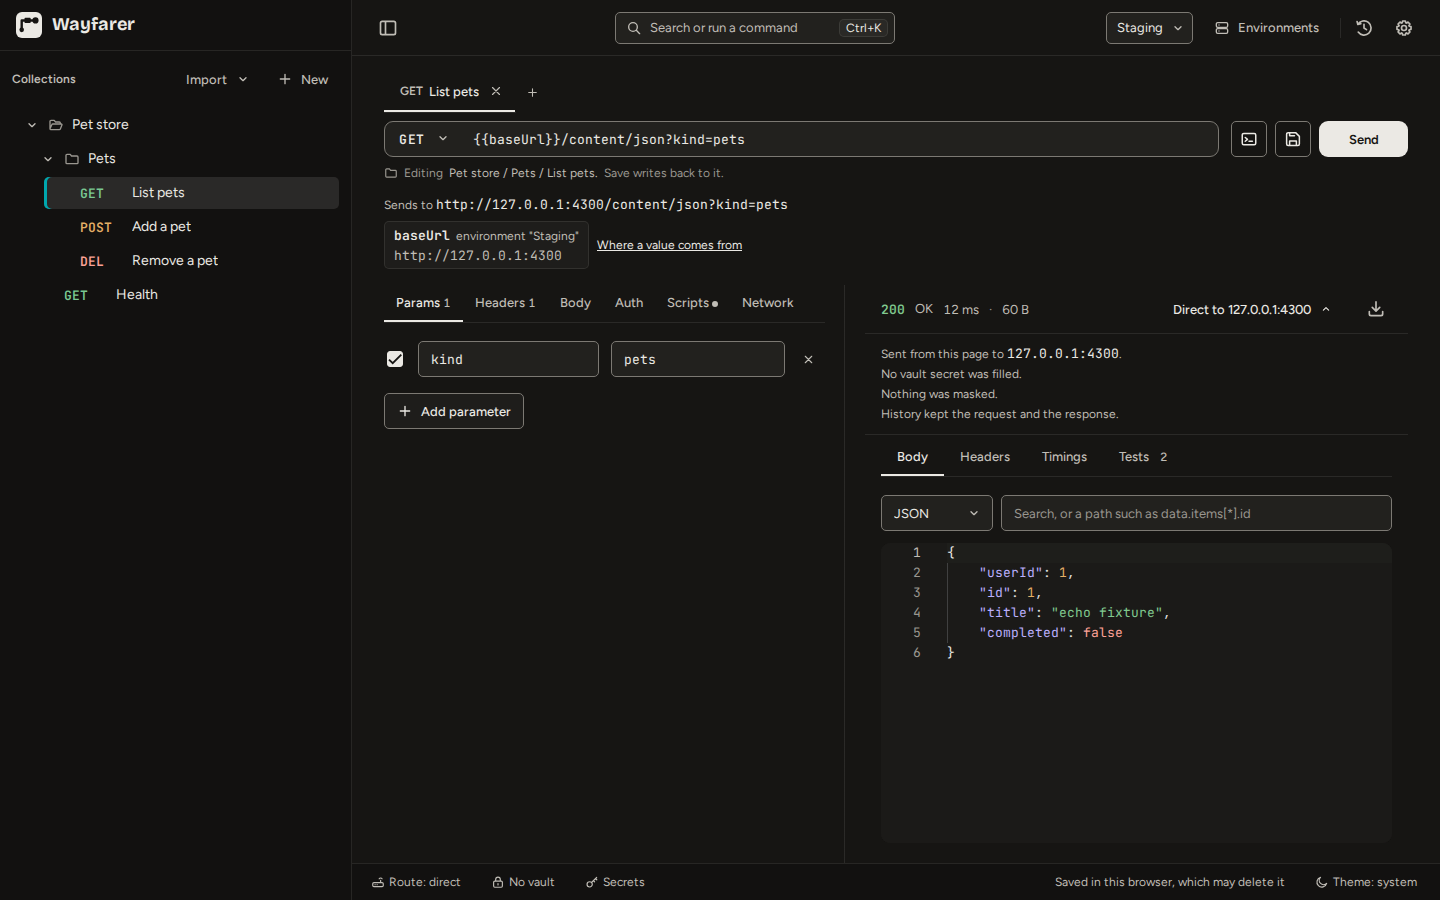 Wayfarer
Search or run a command Ctrl+K
Staging
Environments
Collections Import New
Pet store
Pets
GET List pets
POST Add a pet
DEL Remove a pet
GET Health
GET List pets
GET {{baseUrl}}/content/json?kind=pets
Send
Editing Pet store / Pets / List pets. Save writes back to it.
Sends to http://127.0.0.1:4300/content/json?kind=pets
baseUrl environment "Staging"
http://127.0.0.1:4300
Where a value comes from
Params 1 Headers 1 Body Auth Scripts Network
kind pets
Add parameter
200 OK 12 ms · 60 B
Direct to 127.0.0.1:4300
Sent from this page to 127.0.0.1:4300.
No vault secret was filled.
Nothing was masked.
History kept the request and the response.
Body Headers Timings Tests 2
JSON Search, or a path such as data.items[*].id
1 {
2 "userId": 1,
3 "id": 1,
4 "title": "echo fixture",
5 "completed": false
6 }
Route: direct No vault Secrets
Saved in this browser, which may delete it Theme: system